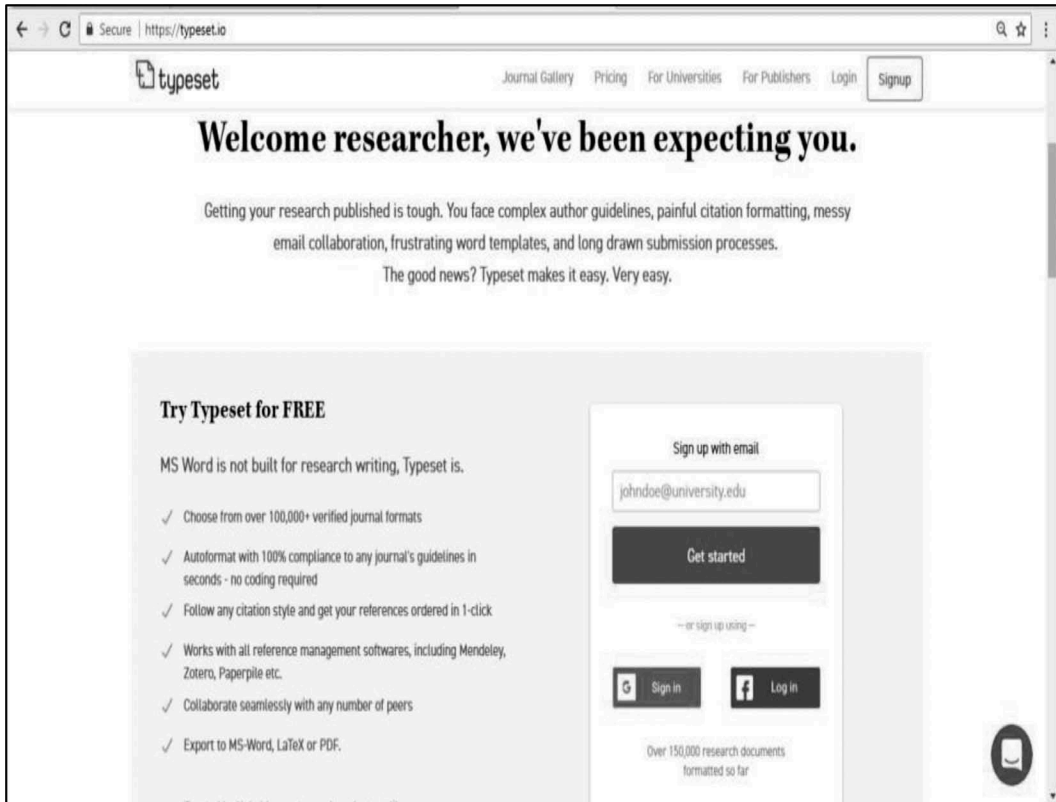 Secure | https://typeset.io
typeset
Journal Gallery Pricing For Universities For Publishers Login Signup
Welcome researcher, we've been expecting you.
Getting your research published is tough. You face complex author guidelines, painful citation formatting, messy
email collaboration, frustrating word templates, and long drawn submission processes.
The good news? Typeset makes it easy. Very easy.
Try Typeset for FREE
MS Word is not built for research writing, Typeset is.
✓ Choose from over 100,000+ verified journal formats
✓ Autoformat with 100% compliance to any journal's guidelines in
seconds - no coding required
✓ Follow any citation style and get your references ordered in 1-click
✓ Works with all reference management softwares, including Mendeley,
Zotero, Paperpile etc.
✓ Collaborate seamlessly with any number of peers
✓ Export to MS-Word, LaTeX or PDF.
Sign up with email
johndoe@university.edu
Get started
— or sign up using —
G Sign in
f Log in
Over 150,000 research documents
formatted so far